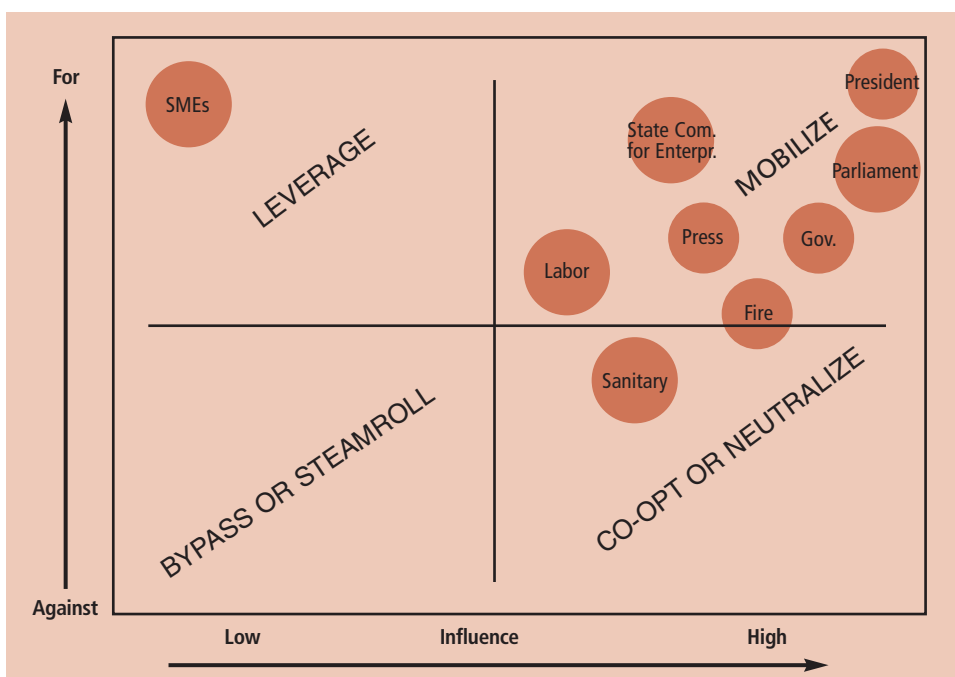 For
SMEs
President
State Com.
for Enterpr.
MOBILIZE
LEVERAGE
Parliament
Press
Gov.
Labor
Fire
Sanitary
BYPASS OR STEAMROLL
CO-OPT OR NEUTRALIZE
Against
Low
Influence
High